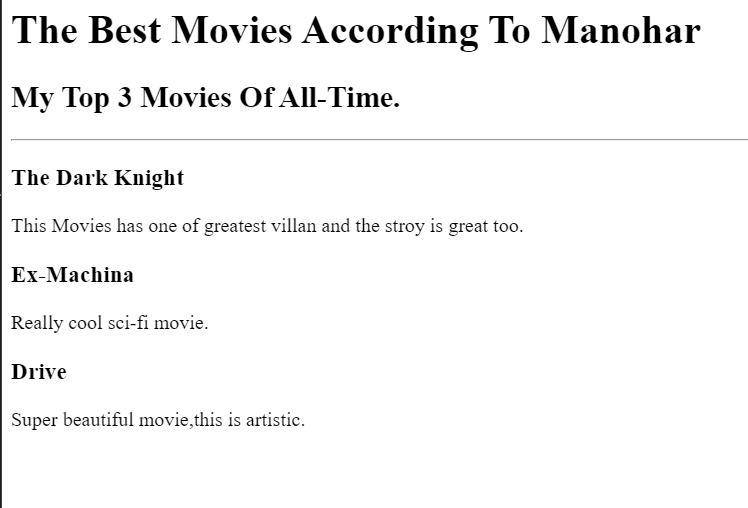 The Best Movies According To Manohar
My Top 3 Movies Of All-Time.
The Dark Knight
This Movies has one of greatest villan and the stroy is great too.
Ex-Machina
Really cool sci-fi movie.
Drive
Super beautiful movie,this is artistic.